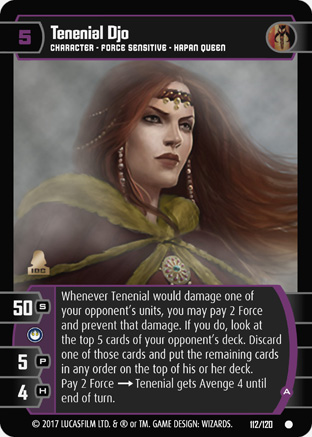 5
Tenenial Djo
CHARACTER - FORCE SENSITIVE - HAPAN QUEEN
IDC
50 S
5 P
4 H
Whenever Tenenial would damage one of
your opponent's units, you may pay 2 Force
and prevent that damage. If you do, look at
the top 5 cards of your opponent's deck. Discard
one of those cards and put the remaining cards
in any order on the top of his or her deck.
Pay 2 Force → Tenenial gets Avenge 4 until
end of turn.
A
© 2017 LUCASFILM LTD. & ® or TM. GAME DESIGN: WIZARDS.
112/120